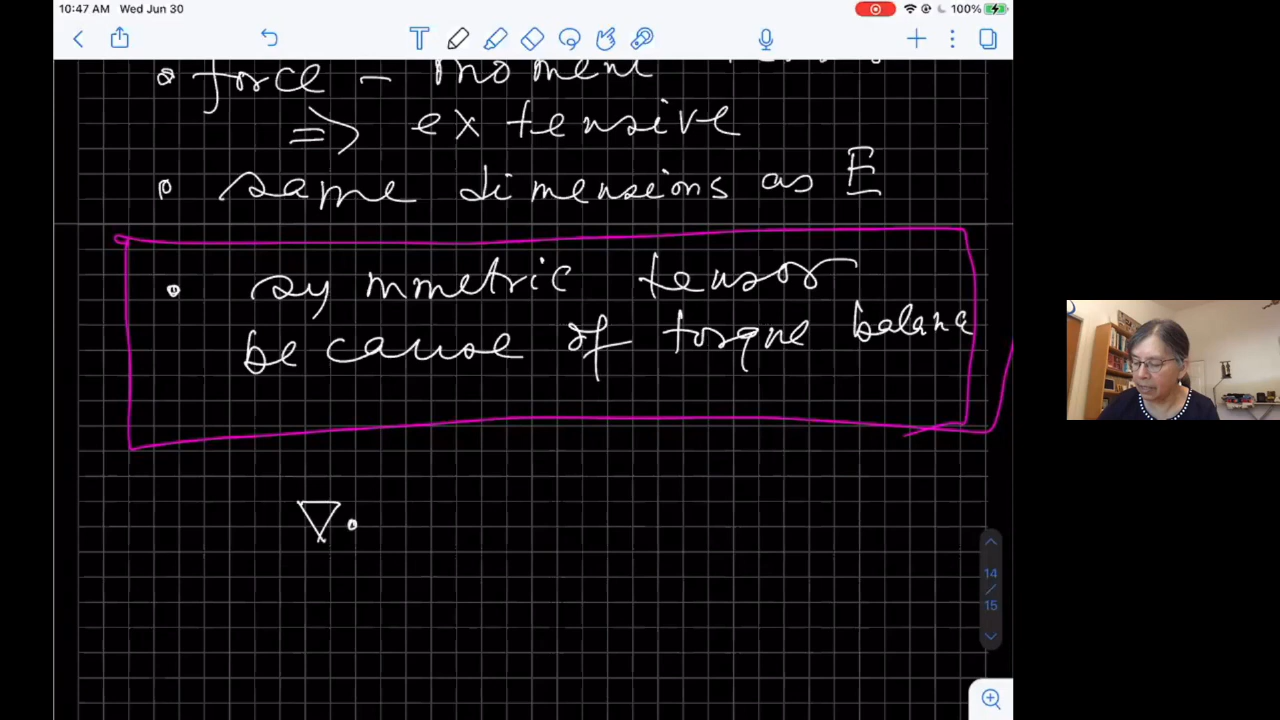 10:47 AM Wed Jun 30
100%
• force - moment
=> extensive
• same dimensions as E
• symmetric tensor
because of torque balance
∇·
14
15